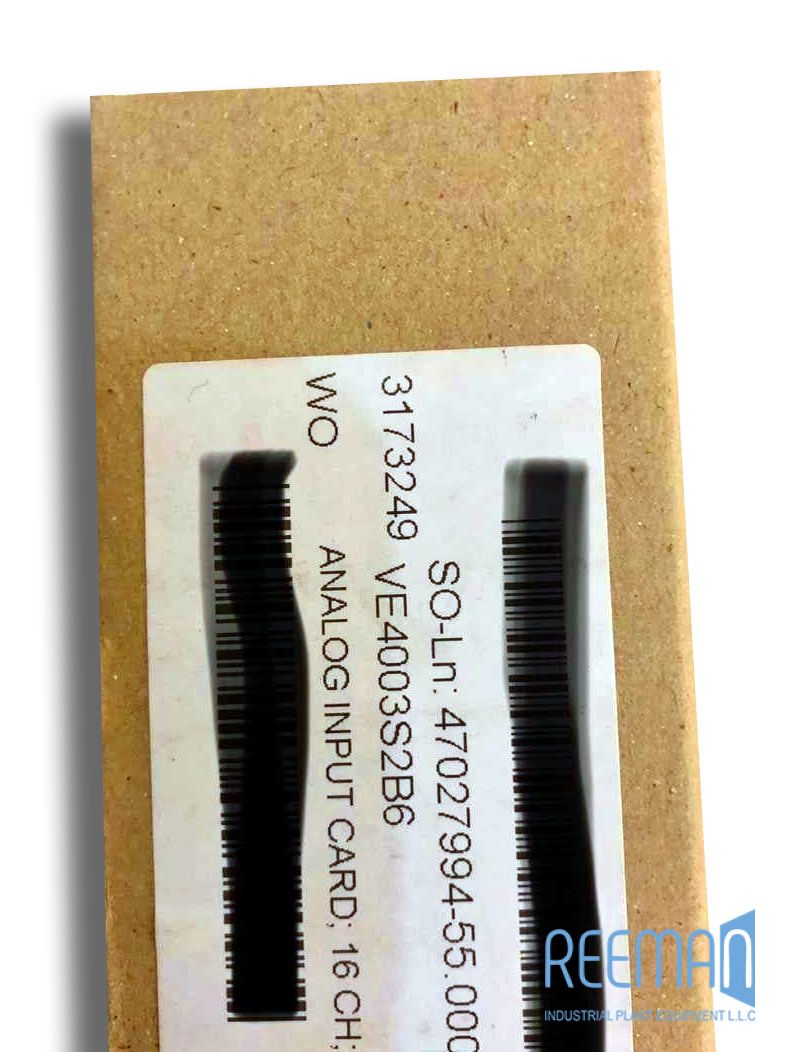 SO-Ln: 47027994-55.000
3173249 VE4003S2B6
WO ANALOG INPUT CARD; 16 CH;
REEMAN
INDUSTRIAL PLANT EQUIPMENT L.L.C